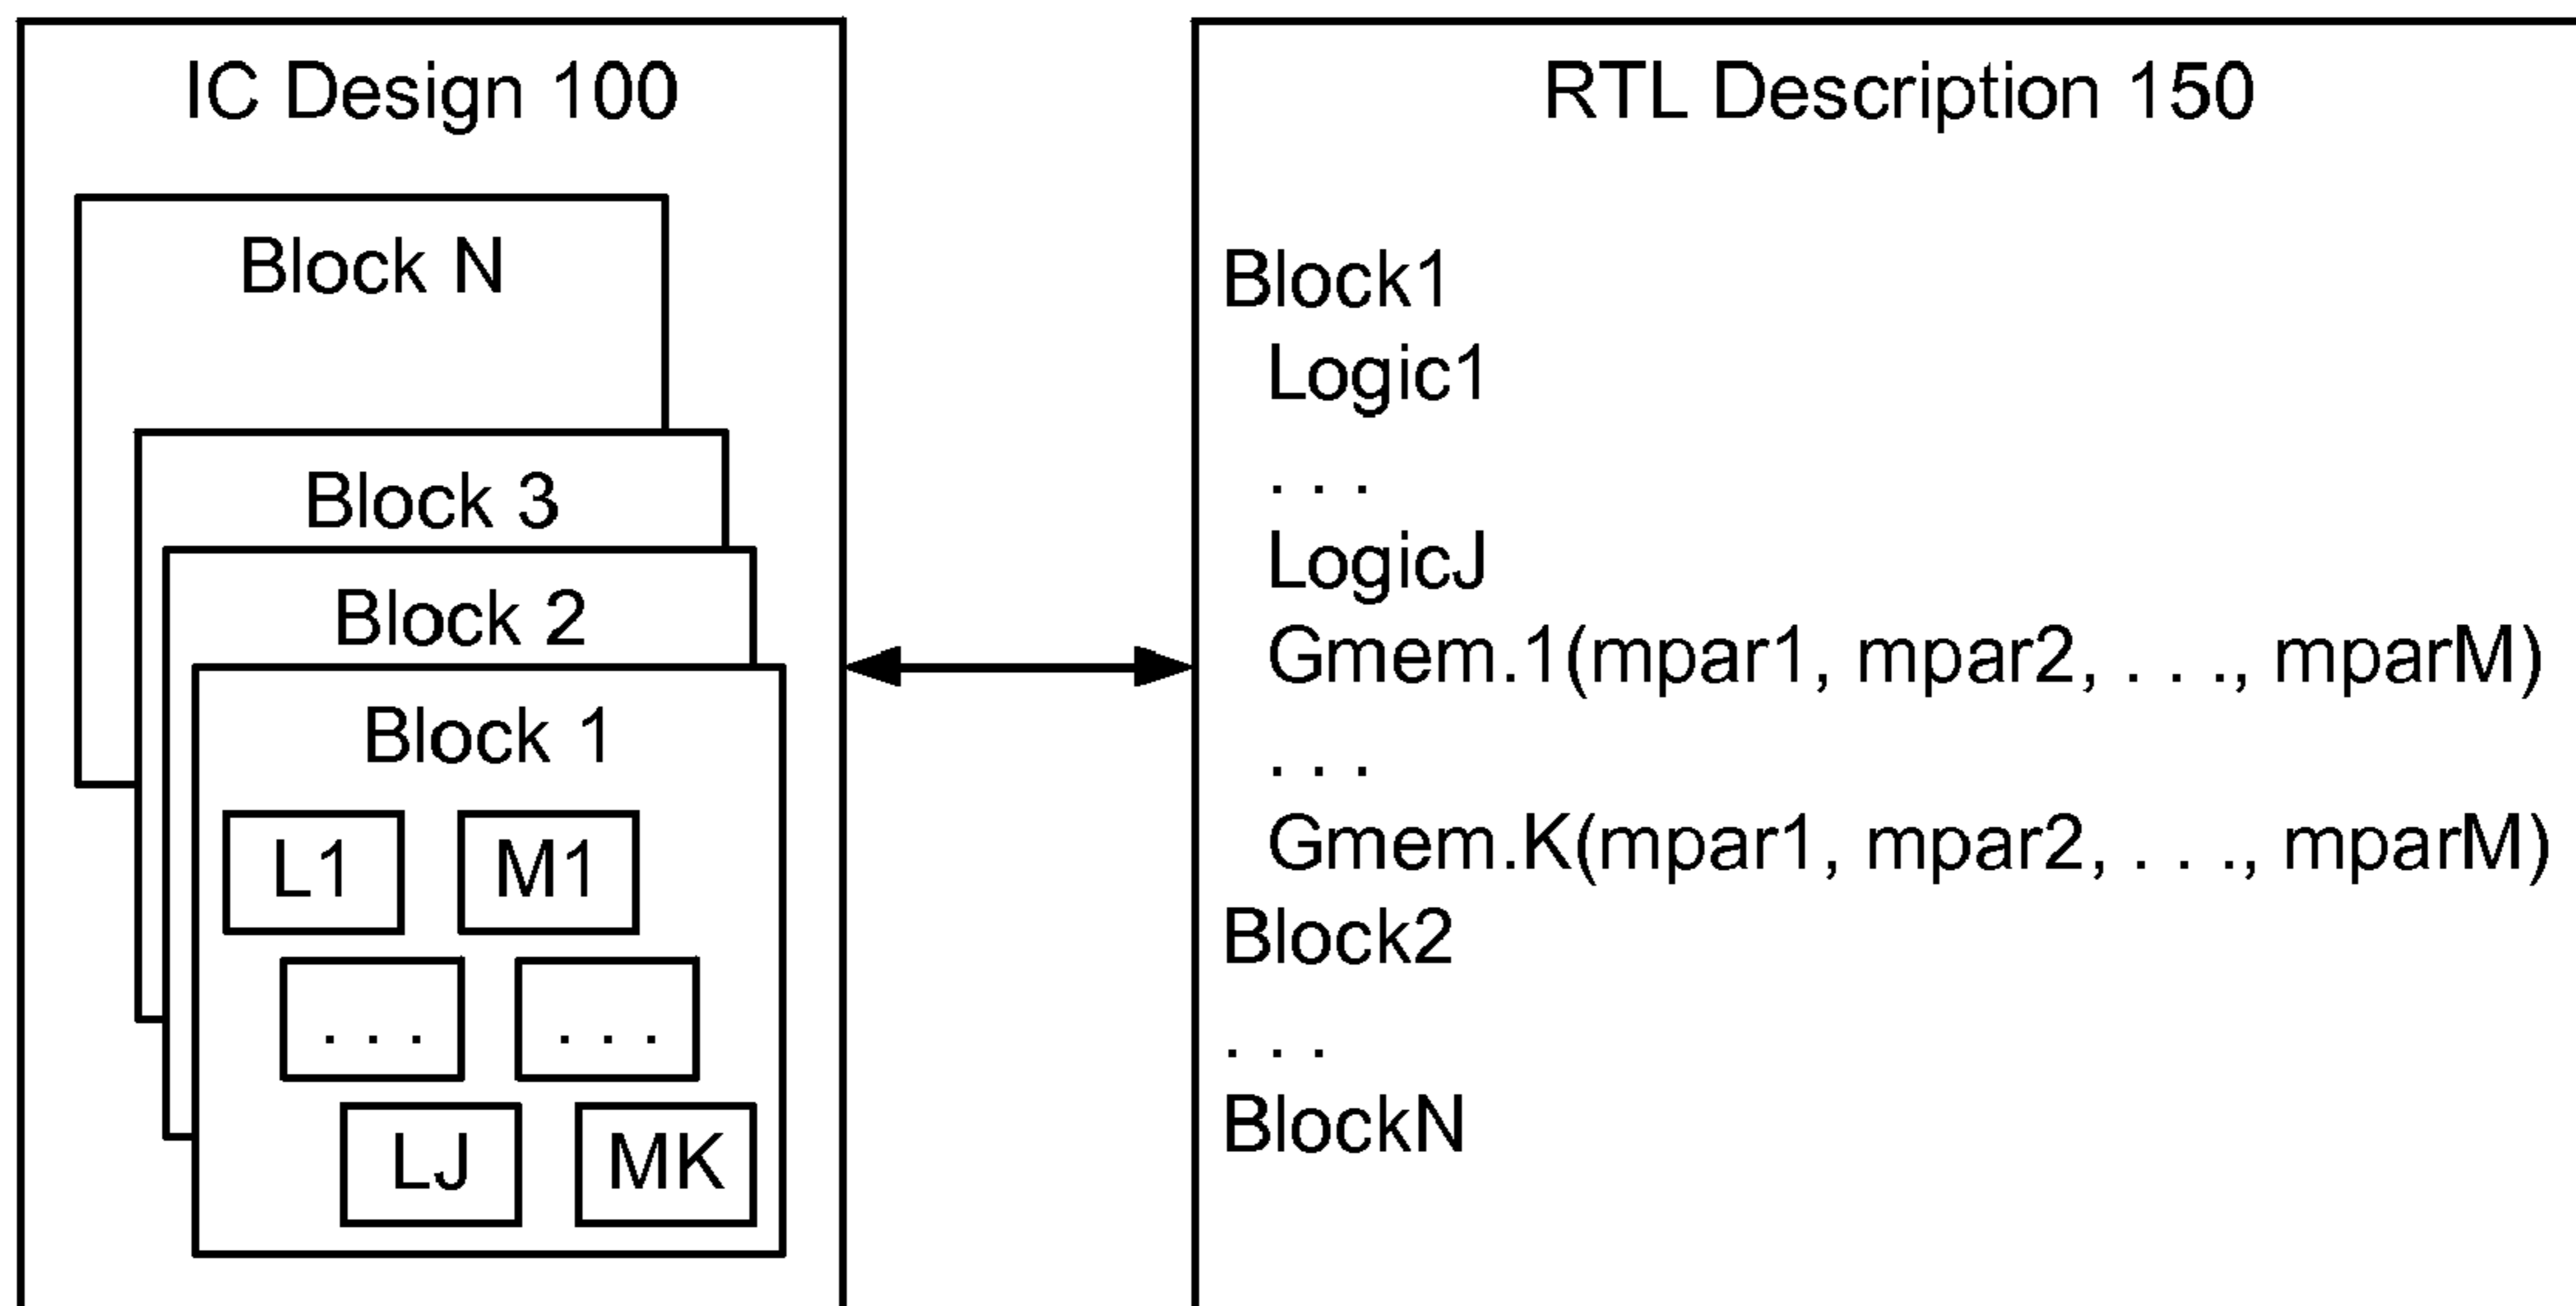 IC Design 100
Block N
Block 3
Block 2
Block 1
L1 M1
. . . . . .
LJ MK
RTL Description 150
Block1
Logic1
. . .
LogicJ
Gmem.1(mpar1, mpar2, . . ., mparM)
. . .
Gmem.K(mpar1, mpar2, . . ., mparM)
Block2
. . .
BlockN